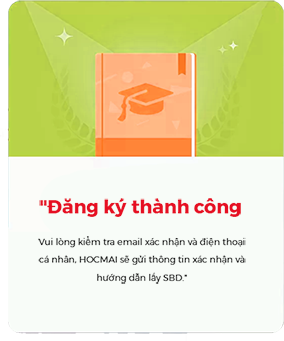 "Đăng ký thành công
Vui lòng kiểm tra email xác nhận và điện thoại
cá nhân, HOCMAI sẽ gửi thông tin xác nhận và
hướng dẫn lấy SBD."